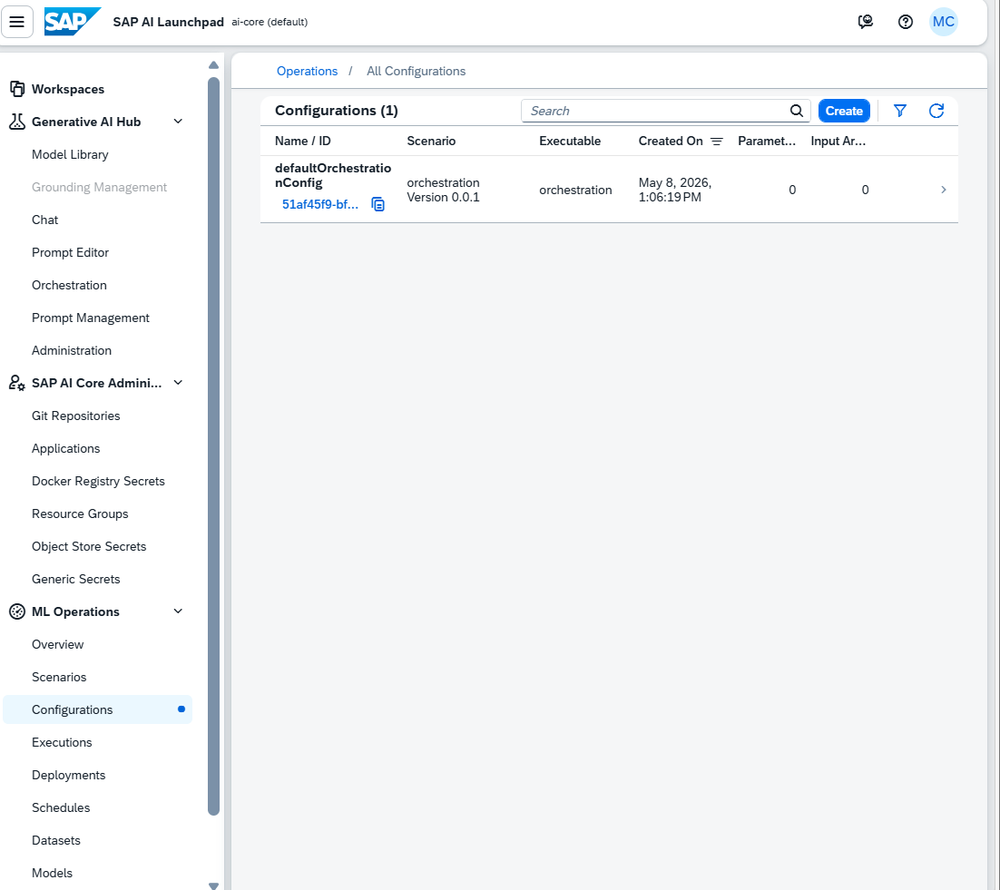 SAP SAP AI Launchpad ai-core (default) MC
Workspaces
Generative AI Hub
Model Library
Grounding Management
Chat
Prompt Editor
Orchestration
Prompt Management
Administration
SAP AI Core Admini...
Git Repositories
Applications
Docker Registry Secrets
Resource Groups
Object Store Secrets
Generic Secrets
ML Operations
Overview
Scenarios
Configurations
Executions
Deployments
Schedules
Datasets
Models
Operations / All Configurations
Configurations (1) Search Create
Name / ID Scenario Executable Created On Paramet... Input Ar...
defaultOrchestratio
nConfig
51af45f9-bf...
orchestration
Version 0.0.1
orchestration
May 8, 2026,
1:06:19 PM
0
0